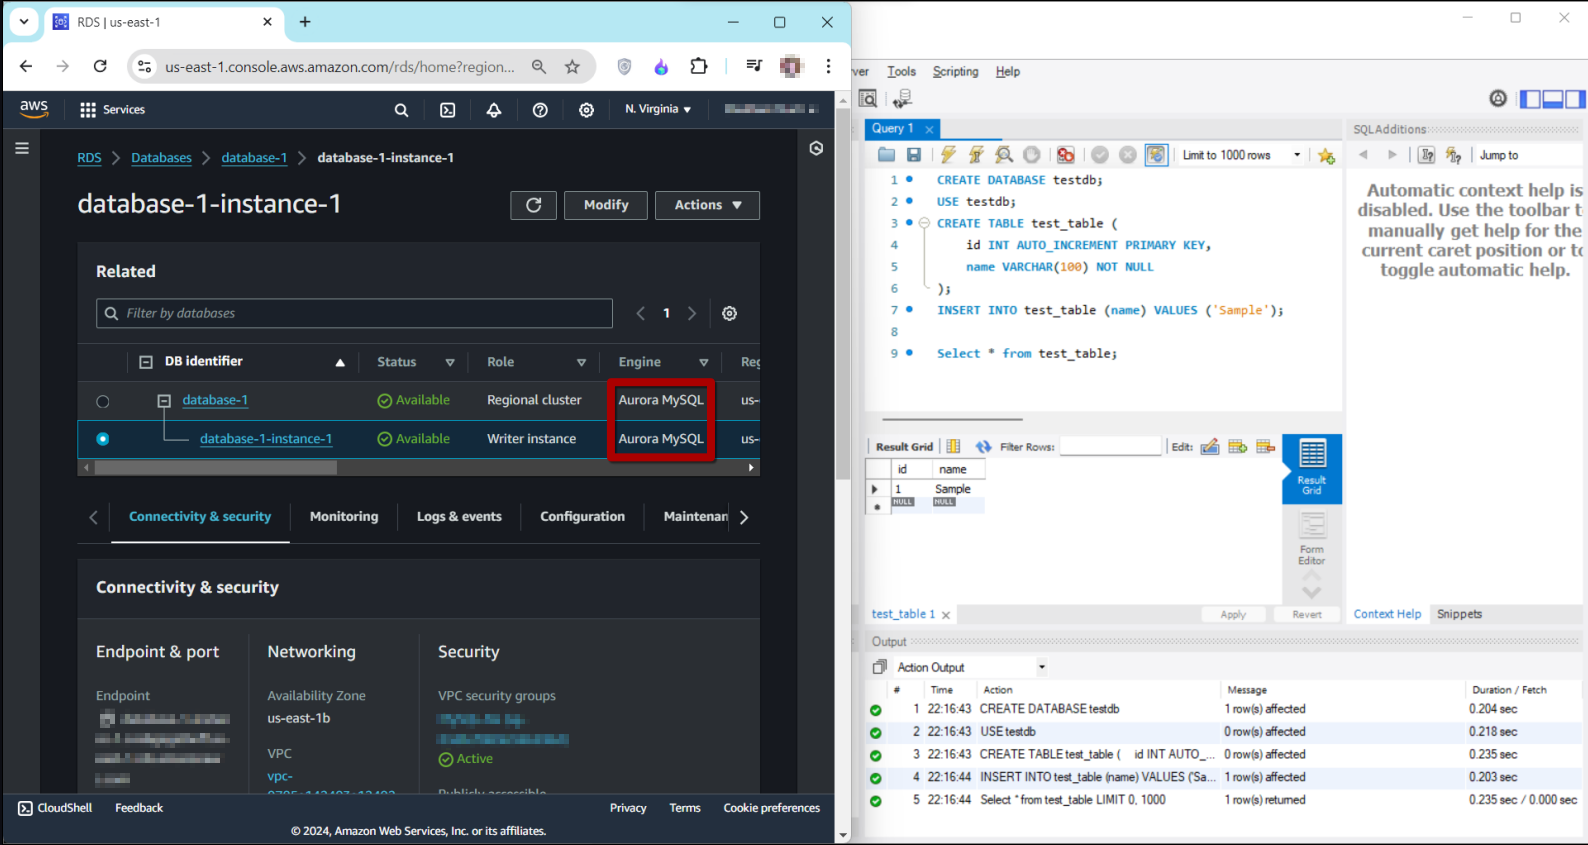 RDS | us-east-1
us-east-1.console.aws.amazon.com/rds/home?region...
aws
Services
N. Virginia
RDS
Databases
database-1
database-1-instance-1
database-1-instance-1
Modify
Actions
Related
Filter by databases
1
DB identifier
Status
Role
Engine
Reg
database-1
Available
Regional cluster
Aurora MySQL
us-
database-1-instance-1
Available
Writer instance
Aurora MySQL
us-
Connectivity & security
Monitoring
Logs & events
Configuration
Maintenan
Connectivity & security
Endpoint & port
Networking
Security
Endpoint
Availability Zone
us-east-1b
VPC
vpc-
VPC security groups
Active
Publicly accessible
CloudShell
Feedback
Privacy
Terms
Cookie preferences
© 2024, Amazon Web Services, Inc. or its affiliates.
ver
Tools
Scripting
Help
Query 1
Limit to 1000 rows
1 CREATE DATABASE testdb;
2 USE testdb;
3 CREATE TABLE test_table (
4 id INT AUTO_INCREMENT PRIMARY KEY,
5 name VARCHAR(100) NOT NULL
6 );
7 INSERT INTO test_table (name) VALUES ('Sample');
8
9 Select * from test_table;
Result Grid
Filter Rows:
Edit:
id name
1 Sample
NULL NULL
Result
Grid
Form
Editor
test_table 1
Apply
Revert
SQLAdditions
Jump to
Automatic context help is
disabled. Use the toolbar t
manually get help for the
current caret position or to
toggle automatic help.
Context Help
Snippets
Output
Action Output
# Time Action Message Duration / Fetch
1 22:16:43 CREATE DATABASE testdb 1 row(s) affected 0.204 sec
2 22:16:43 USE testdb 0 row(s) affected 0.218 sec
3 22:16:43 CREATE TABLE test_table ( id INT AUTO_... 0 row(s) affected 0.235 sec
4 22:16:44 INSERT INTO test_table (name) VALUES ('Sa... 1 row(s) affected 0.203 sec
5 22:16:44 Select * from test_table LIMIT 0, 1000 1 row(s) returned 0.235 sec / 0.000 sec